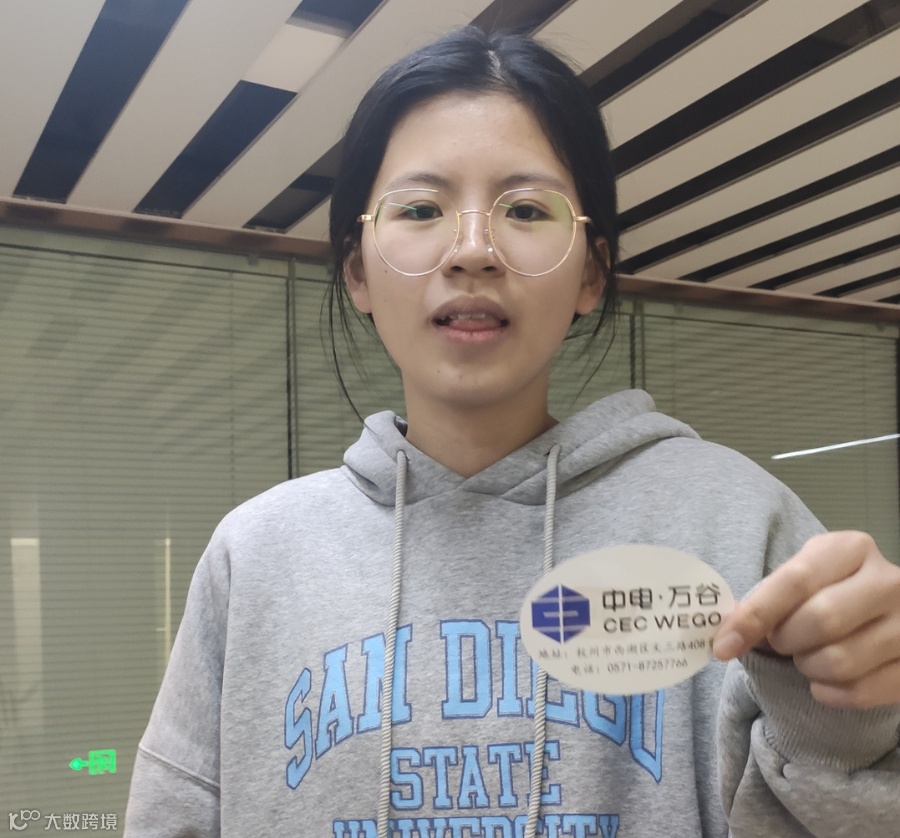 中电·万谷
CEC WEGO
地址：杭州市西湖区文三路408号
电话：0571-87257766
SAN DIEGO
STATE
UNIVERSITY
大数跨境